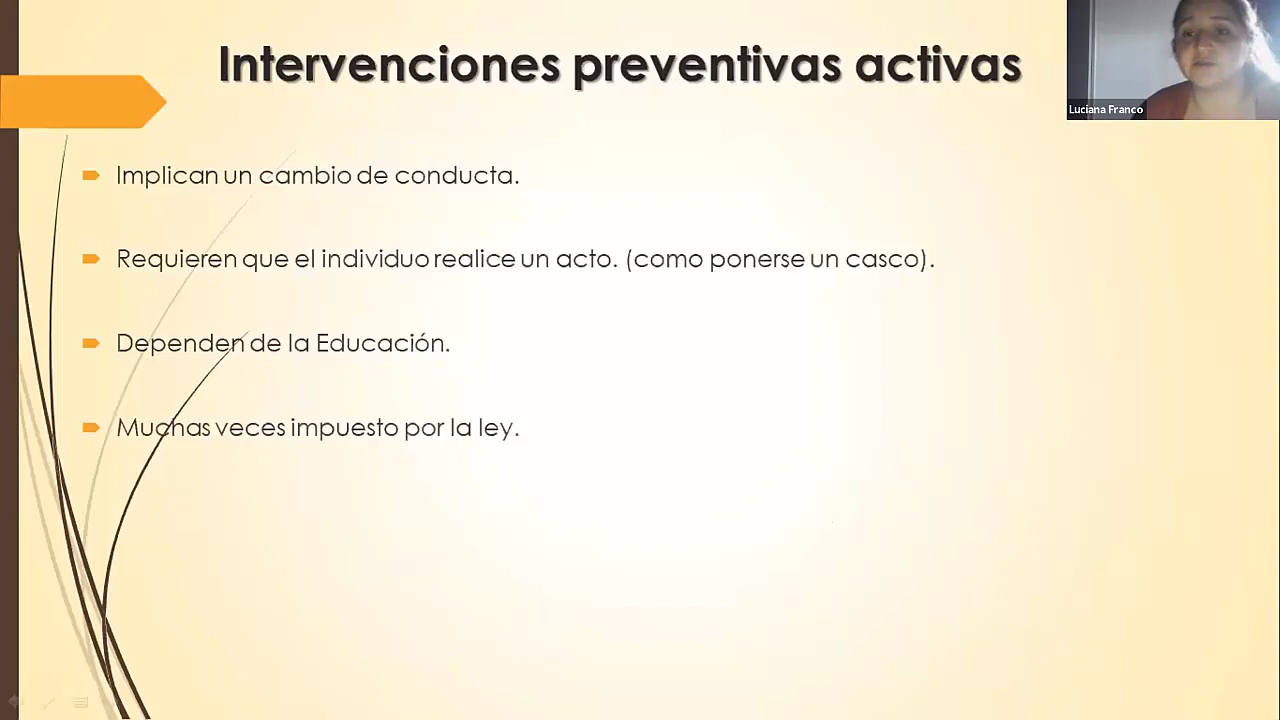 Intervenciones preventivas activas
Luciana Franco
Implican un cambio de conducta.
Requieren que el individuo realice un acto. (como ponerse un casco).
Dependen de la Educación.
Muchas veces impuesto por la ley.